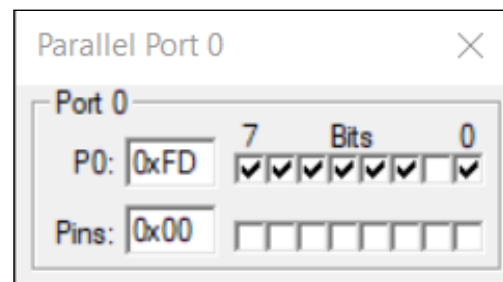 Parallel Port 0
Port 0
7 Bits 0
P0: 0xFD
Pins: 0x00